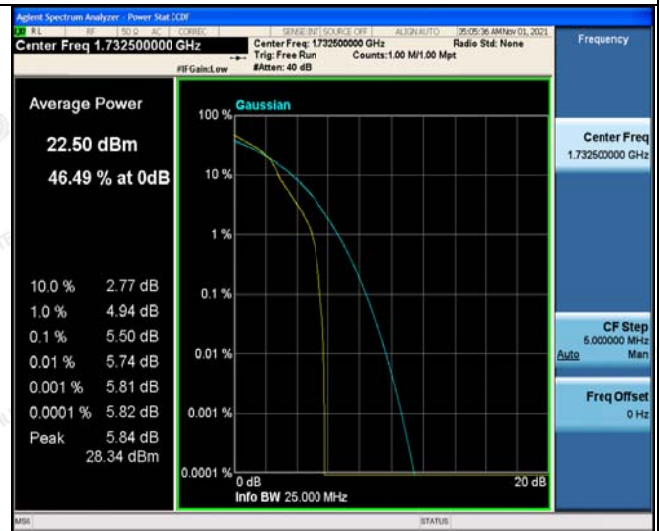 Agilent Spectrum Analyzer - Power Stat CCDF
RL RF 50 Ω AC CORREC SENSE:INT SOURCE OFF ALIGN AUTO 05:05:36 AM Nov 01, 2021
Center Freq 1.732500000 GHz
Center Freq: 1.732500000 GHz Radio Std: None
Trig: Free Run Counts:1.00 M/1.00 Mpt
#IFGain:Low #Atten: 40 dB
Frequency
Average Power
22.50 dBm
46.49 % at 0dB
10.0 % 2.77 dB
1.0 % 4.94 dB
0.1 % 5.50 dB
0.01 % 5.74 dB
0.001 % 5.81 dB
0.0001 % 5.82 dB
Peak 5.84 dB
28.34 dBm
Gaussian
100 %
10 %
1 %
0.1 %
0.01 %
0.001 %
0.0001 %
0 dB 20 dB
Info BW 25.000 MHz
Center Freq
1.732500000 GHz
CF Step
5.000000 MHz
Auto Man
Freq Offset
0 Hz
MSG STATUS